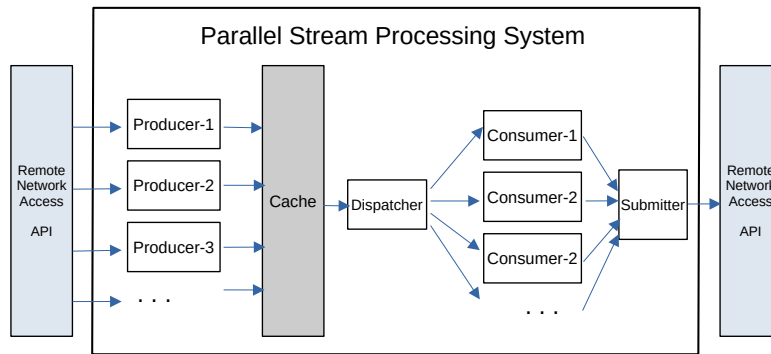 Parallel Stream Processing System
Remote
Network
Access
API
Producer-1
Producer-2
Producer-3
. . .
Cache
Dispatcher
Consumer-1
Consumer-2
Consumer-2
. . .
Submitter
Remote
Network
Access
API